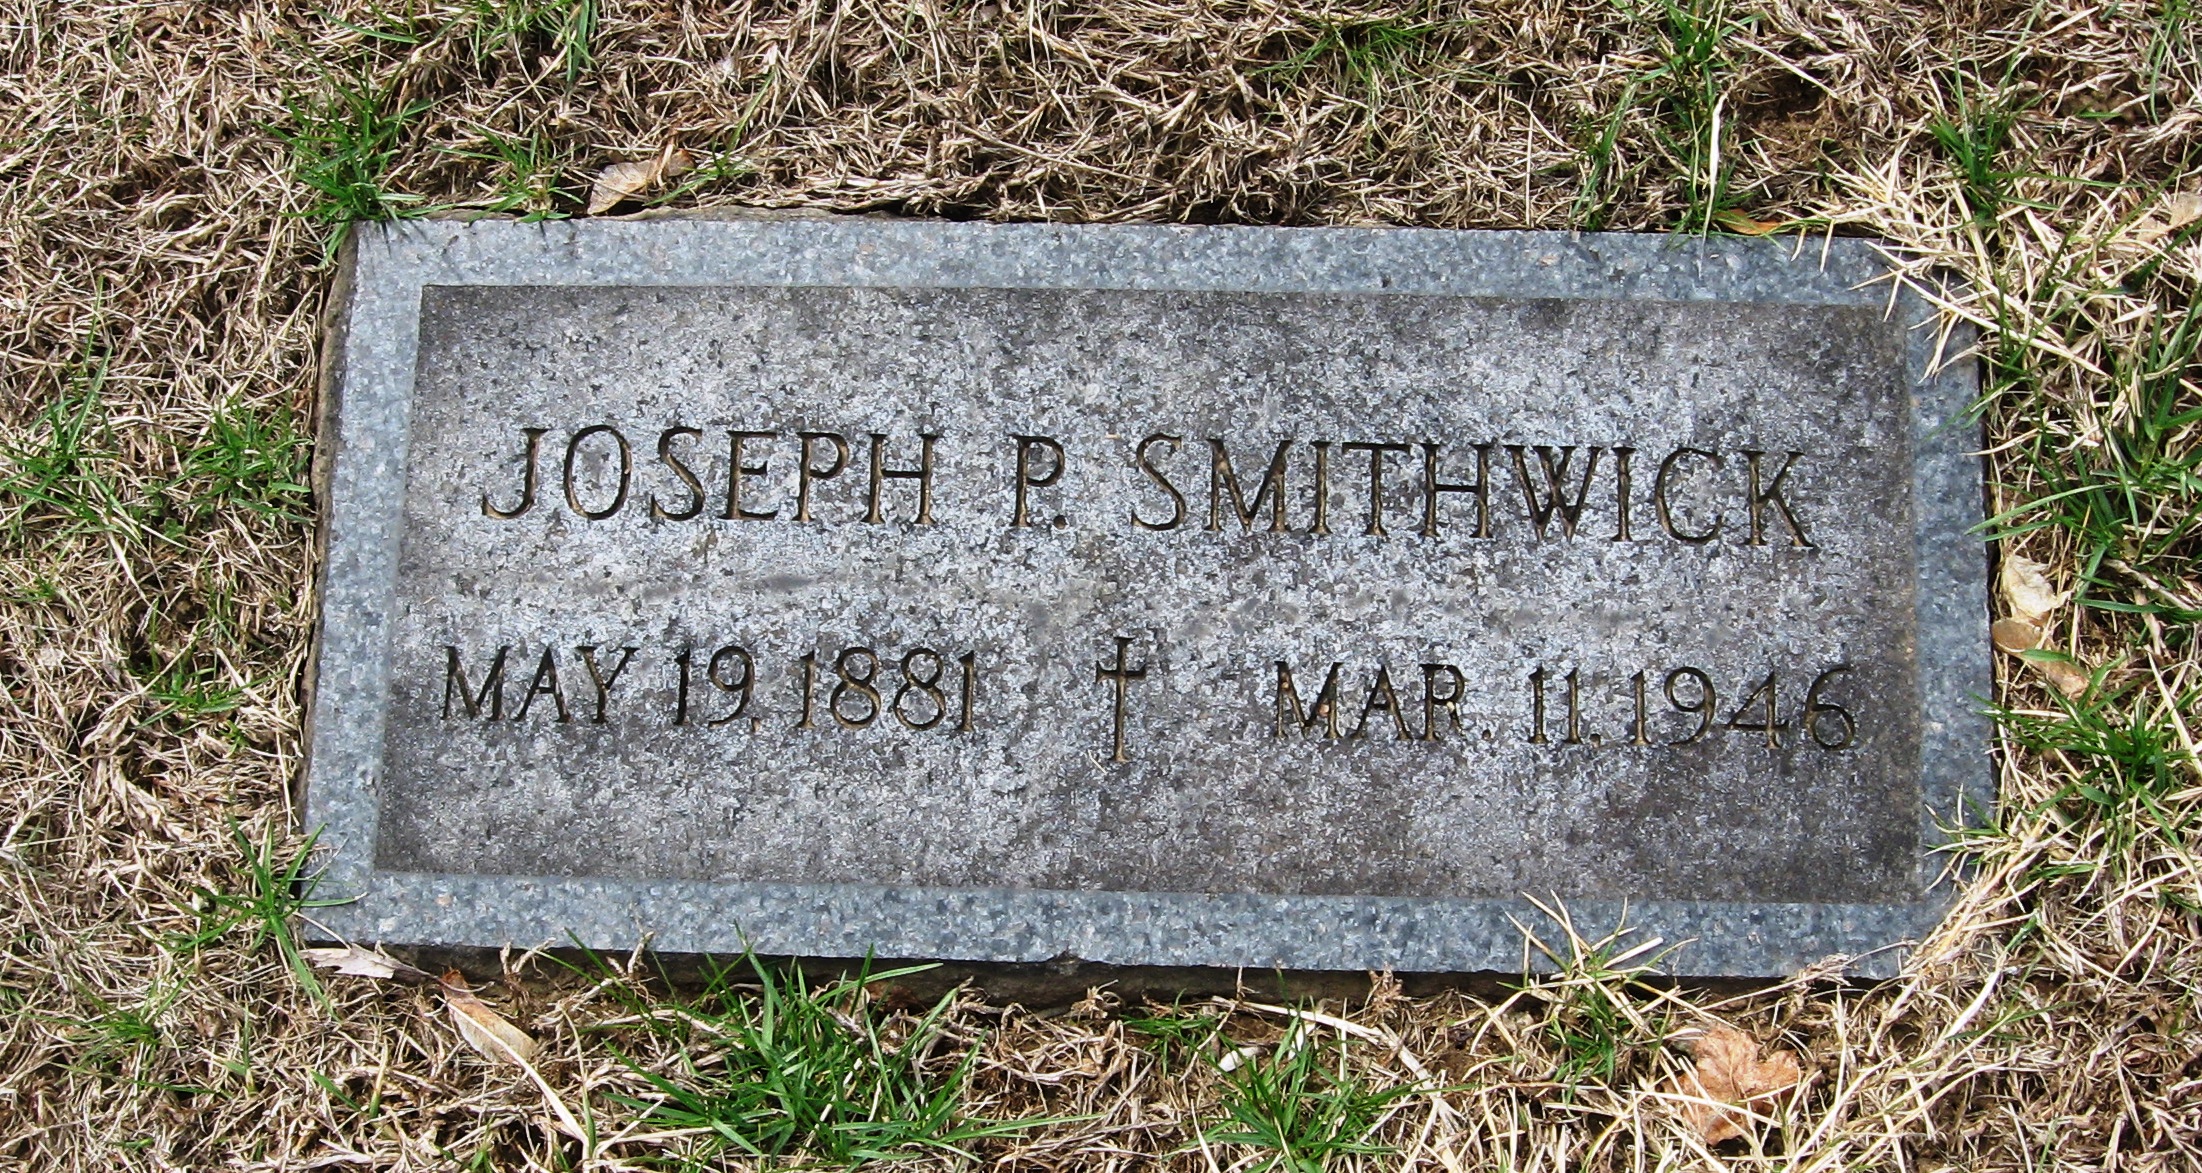 JOSEPH P. SMITHWICK
MAY 19, 1881 † MAR. 11, 1946